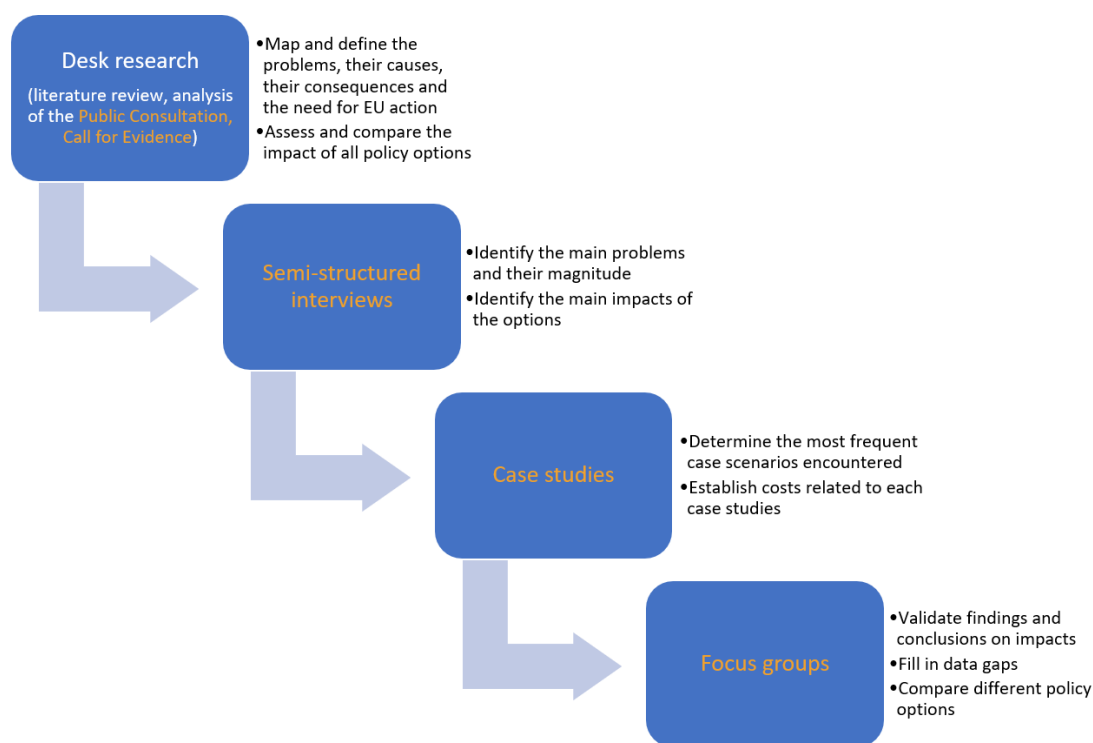 Desk research
(literature review, analysis
of the Public Consultation,
Call for Evidence)
•Map and define the
problems, their causes,
their consequences and
the need for EU action
•Assess and compare the
impact of all policy options
Semi-structured
interviews
•Identify the main problems
and their magnitude
•Identify the main impacts of
the options
Case studies
•Determine the most frequent
case scenarios encountered
•Establish costs related to each
case studies
Focus groups
•Validate findings and
conclusions on impacts
•Fill in data gaps
•Compare different policy
options